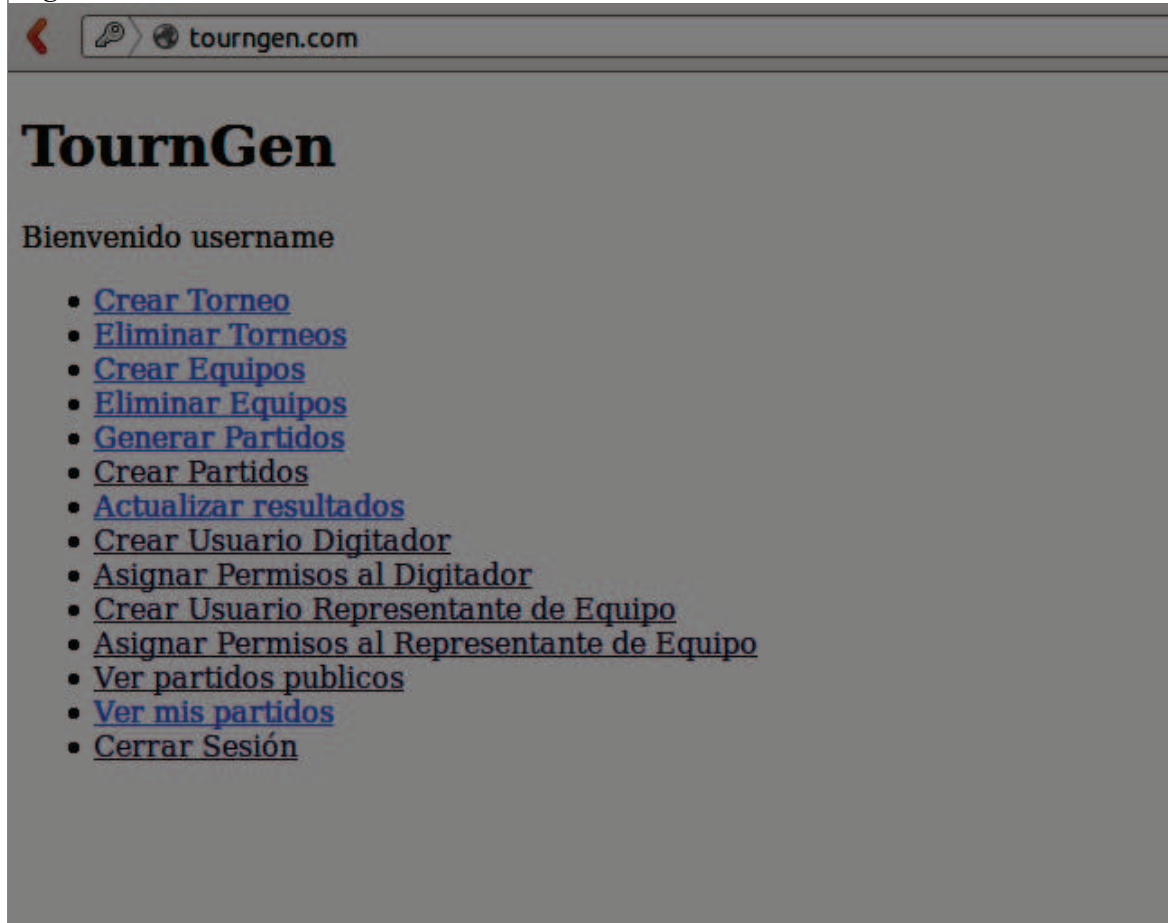 tourngen.com
TournGen
Bienvenido username
Crear Torneo
Eliminar Torneos
Crear Equipos
Eliminar Equipos
Generar Partidos
Crear Partidos
Actualizar resultados
Crear Usuario Digitador
Asignar Permisos al Digitador
Crear Usuario Representante de Equipo
Asignar Permisos al Representante de Equipo
Ver partidos publicos
Ver mis partidos
Cerrar Sesión